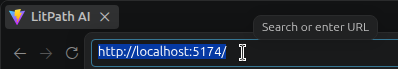 LitPath AI
Search or enter URL
http://localhost:5174/